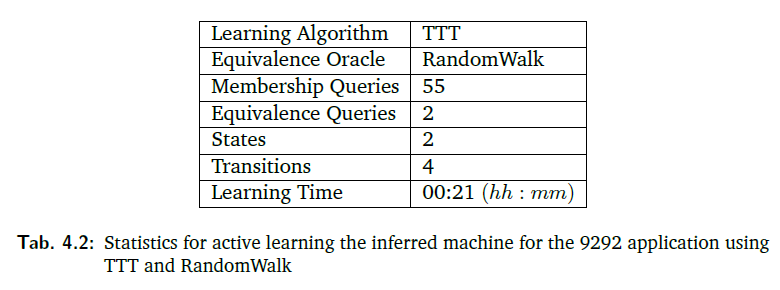 Learning Algorithm TTT
Equivalence Oracle RandomWalk
Membership Queries 55
Equivalence Queries 2
States 2
Transitions 4
Learning Time 00:21 (hh : mm)
Tab. 4.2: Statistics for active learning the inferred machine for the 9292 application using
TTT and RandomWalk